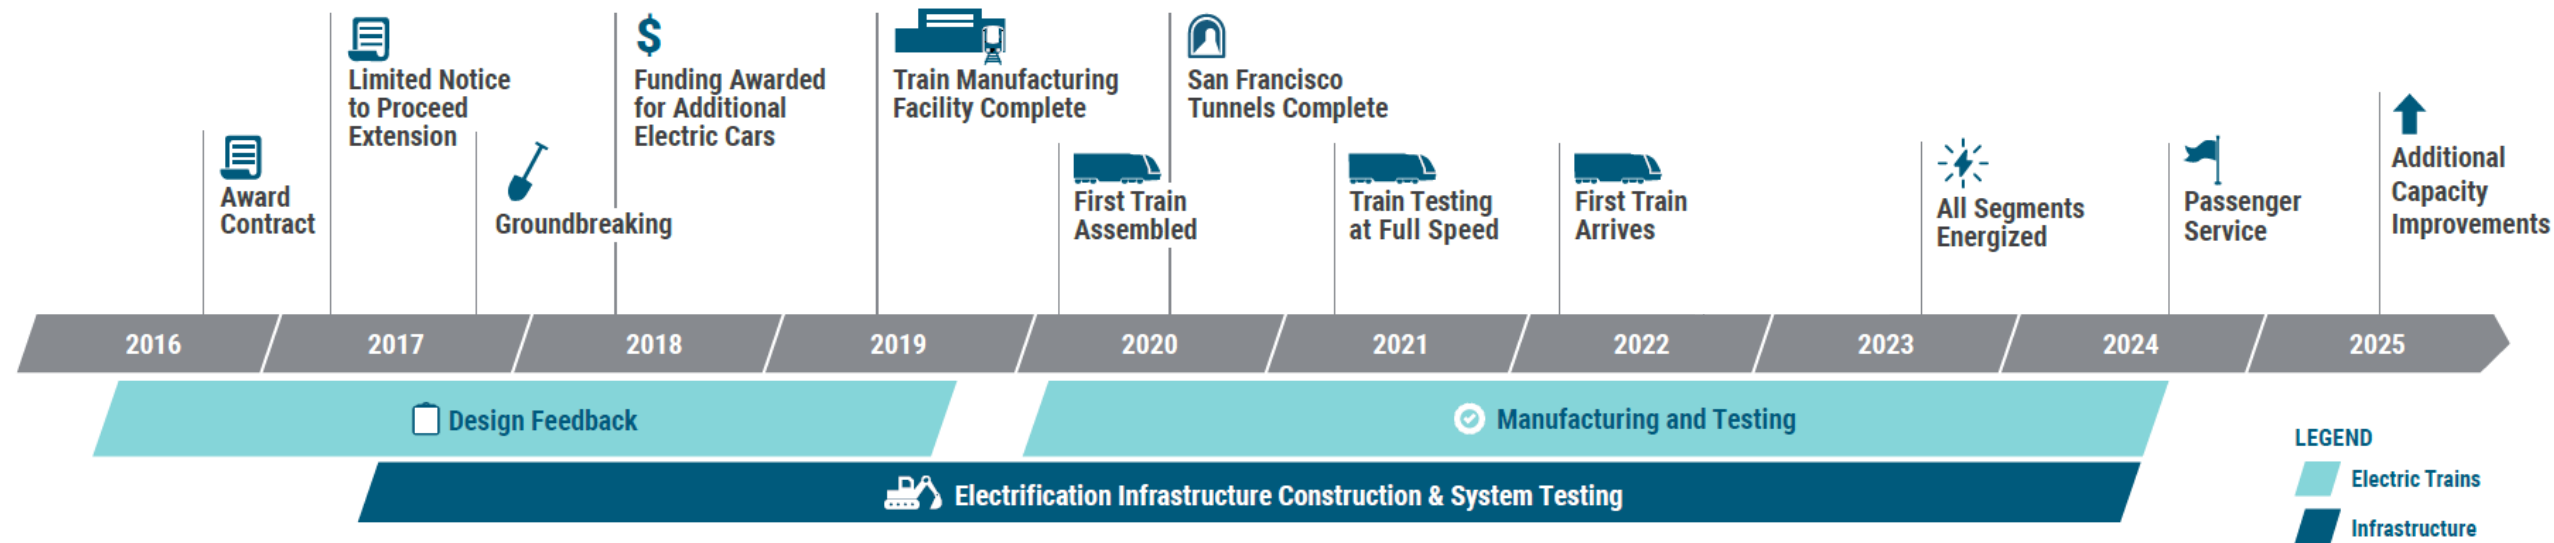 Limited Notice
to Proceed
Extension
$
Funding Awarded
for Additional
Electric Cars
Train Manufacturing
Facility Complete
San Francisco
Tunnels Complete
Award
Contract
Groundbreaking
First Train
Assembled
Train Testing
at Full Speed
First Train
Arrives
All Segments
Energized
Passenger
Service
Additional
Capacity
Improvements
2016 2017 2018 2019 2020 2021 2022 2023 2024 2025
Design Feedback
Manufacturing and Testing
Electrification Infrastructure Construction & System Testing
LEGEND
Electric Trains
Infrastructure